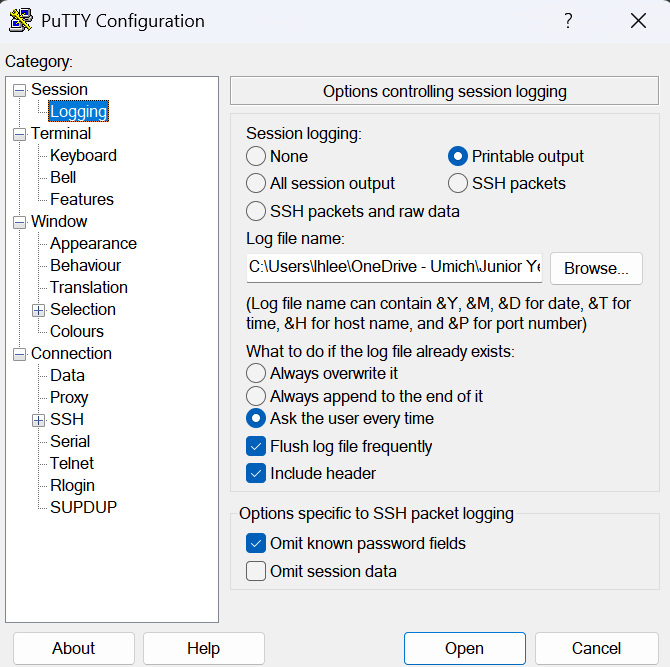 PuTTY Configuration
?
Category:
Session
Logging
Terminal
Keyboard
Bell
Features
Window
Appearance
Behaviour
Translation
Selection
Colours
Connection
Data
Proxy
SSH
Serial
Telnet
Rlogin
SUPDUP
Options controlling session logging
Session logging:
None
Printable output
All session output
SSH packets
SSH packets and raw data
Log file name:
C:\Users\lhlee\OneDrive - Umich\Junior Ye
Browse...
(Log file name can contain &Y, &M, &D for date, &T for
time, &H for host name, and &P for port number)
What to do if the log file already exists:
Always overwrite it
Always append to the end of it
Ask the user every time
Flush log file frequently
Include header
Options specific to SSH packet logging
Omit known password fields
Omit session data
About
Help
Open
Cancel